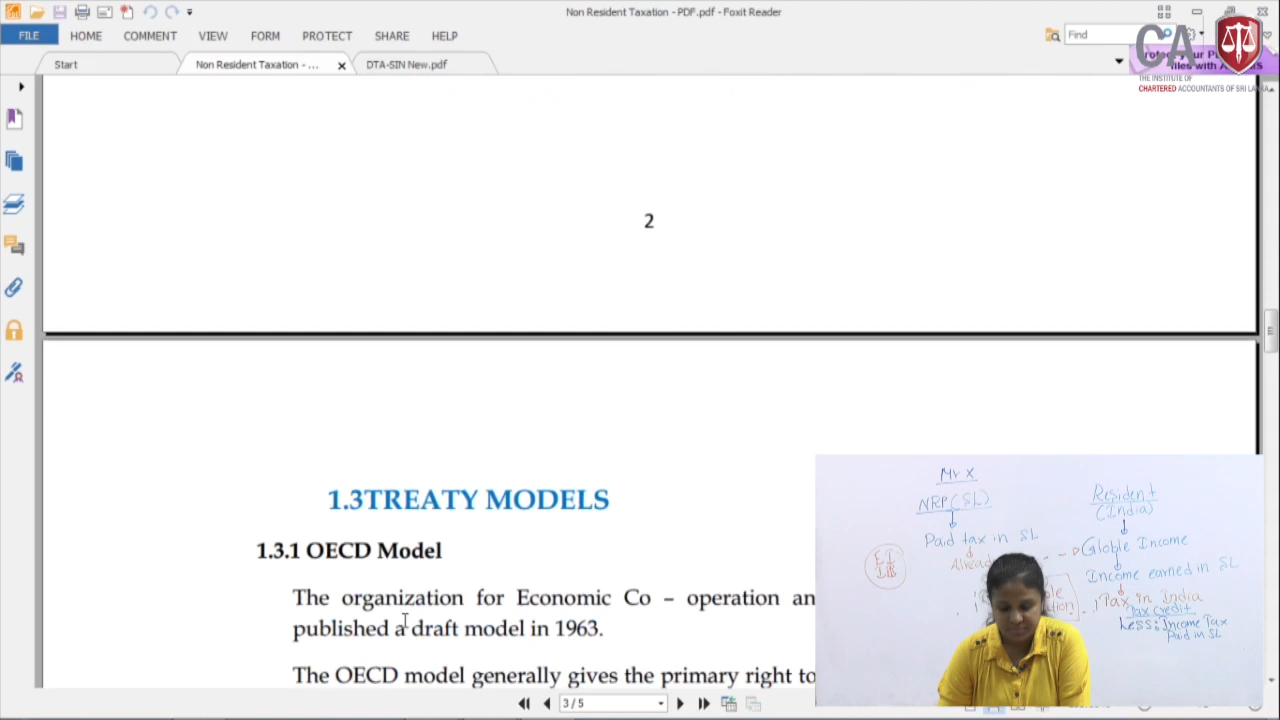 Non Resident Taxation - PDF.pdf - Foxit Reader
FILE HOME COMMENT VIEW FORM PROTECT SHARE HELP
Find
Start
Non Resident Taxation - ...
DTA-SIN New.pdf
CA
THE INSTITUTE OF
CHARTERED ACCOUNTANTS OF SRI LANKA
files with
2
1.3TREATY MODELS
1.3.1 OECD Model
The organization for Economic Co – operation an
published a draft model in 1963.
The OECD model generally gives the primary right to
3 / 5
Mr X
NRP (SL)
Paid tax in SL
Alread
Resident
(India)
Globle Income
Income earned in SL
Tax in India
Tax credit
Less: Income Tax
Paid in SL